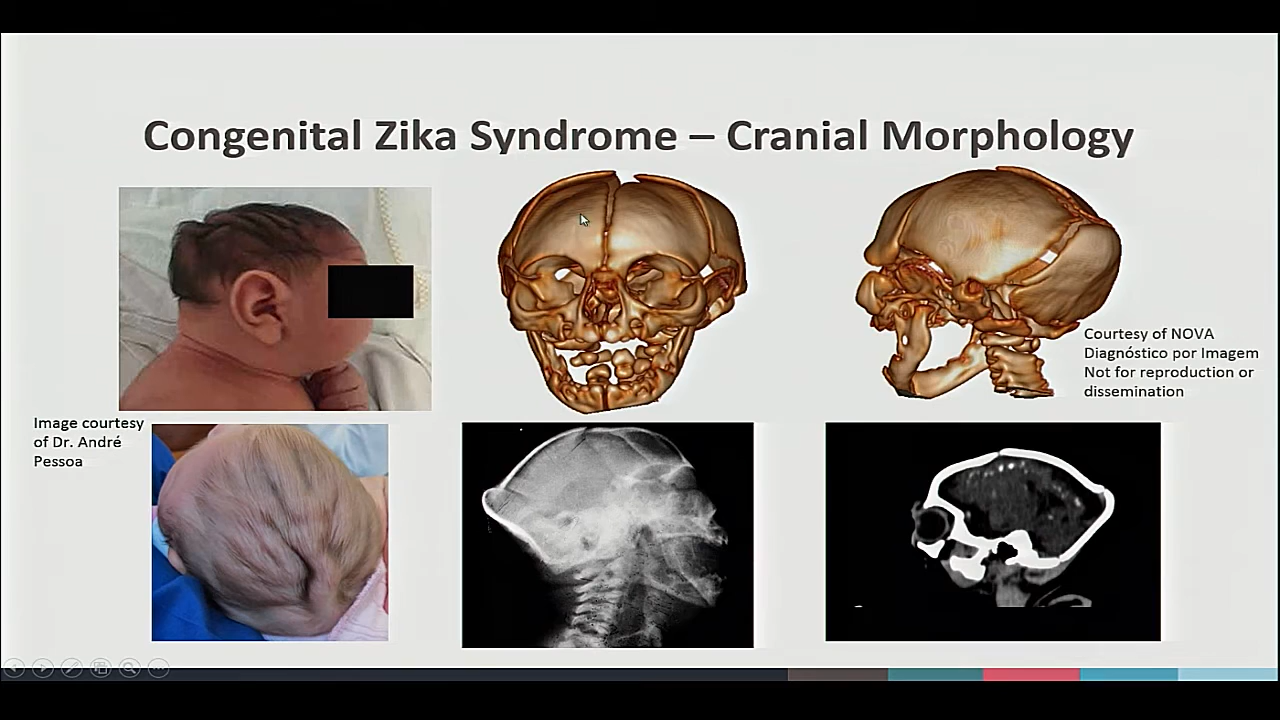 Congenital Zika Syndrome – Cranial Morphology
Courtesy of NOVA
Diagnóstico por Imagem
Not for reproduction or
dissemination
Image courtesy
of Dr. André
Pessoa